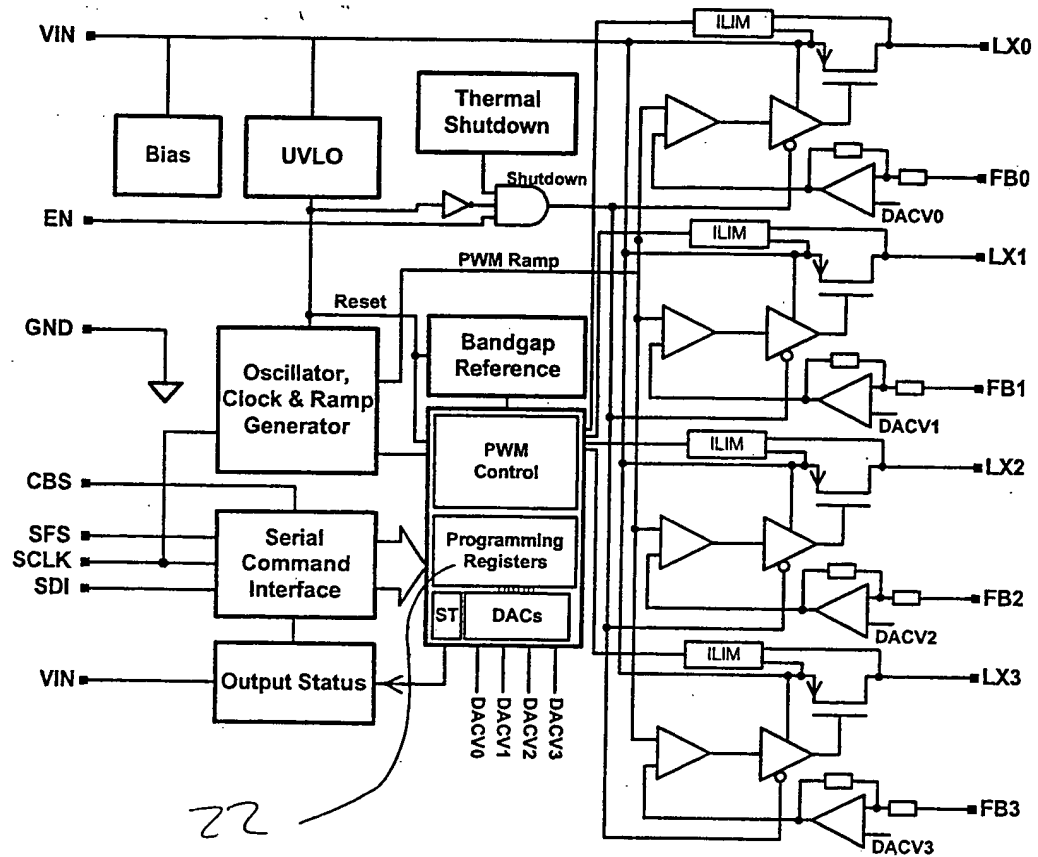 VIN
ILIM
LX0
Thermal
Shutdown
Bias
UVLO
Shutdown
FB0
DACV0
EN
ILIM
LX1
PWM Ramp
Reset
GND
Bandgap
Reference
Oscillator,
Clock & Ramp
Generator
FB1
DACV1
PWM
Control
ILIM
LX2
CBS
SFS
SCLK
SDI
Serial
Command
Interface
Programming
Registers
ST
DACs
FB2
DACV2
ILIM
LX3
VIN
Output Status
DACV0
DACV1
DACV2
DACV3
22
FB3
DACV3